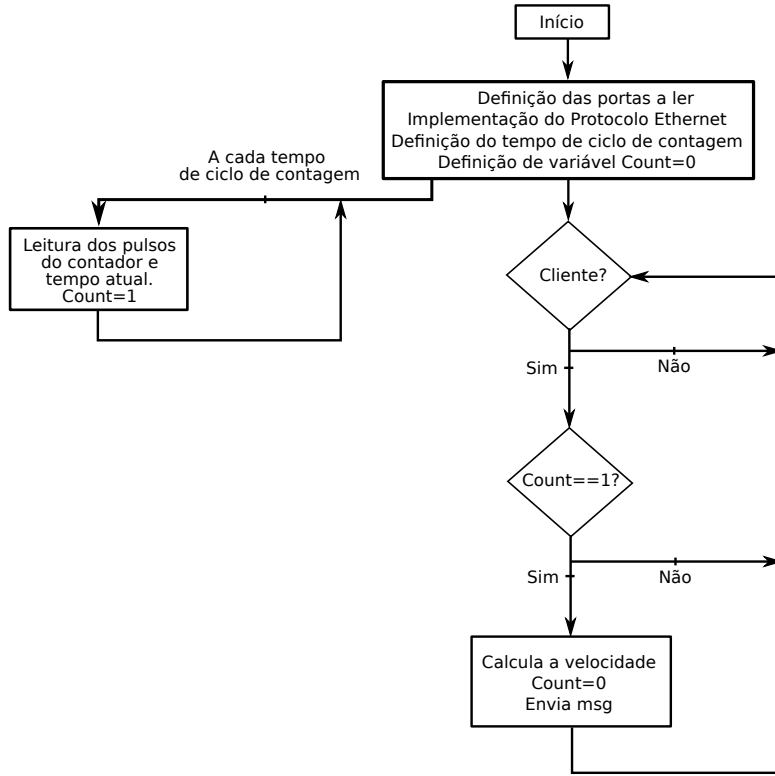 Início
Definição das portas a ler
Implementação do Protocolo Ethernet
Definição do tempo de ciclo de contagem
Definição de variável Count=0
A cada tempo
de ciclo de contagem
Leitura dos pulsos
do contador e
tempo atual.
Count=1
Cliente?
Sim
Não
Count==1?
Sim
Não
Calcula a velocidade
Count=0
Envia msg